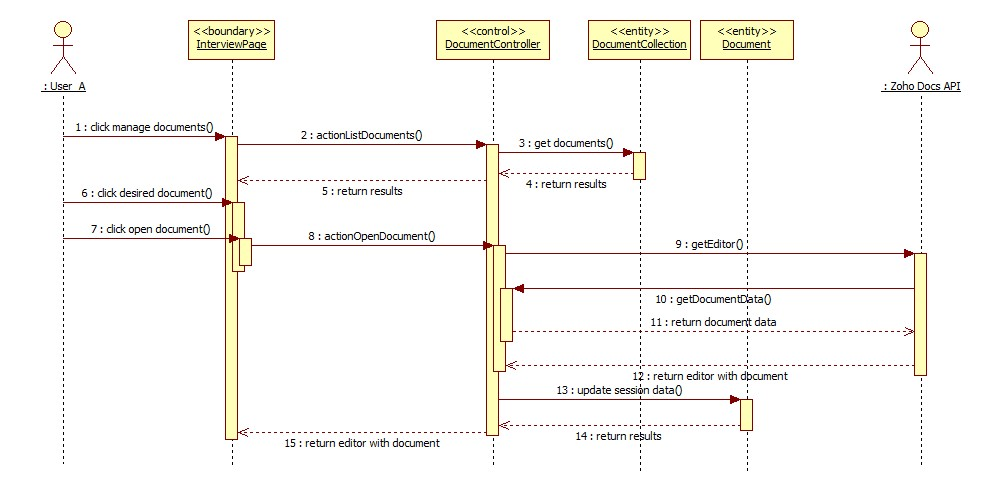 <<boundary>>
InterviewPage
<<control>>
DocumentController
<<entity>>
DocumentCollection
<<entity>>
Document
: User_A
: Zoho Docs API
1 : click manage documents()
2 : actionListDocuments()
3 : get documents()
4 : return results
5 : return results
6 : click desired document()
7 : click open document()
8 : actionOpenDocument()
9 : getEditor()
10 : getDocumentData()
11 : return document data
12 : return editor with document
13 : update session data()
14 : return results
15 : return editor with document